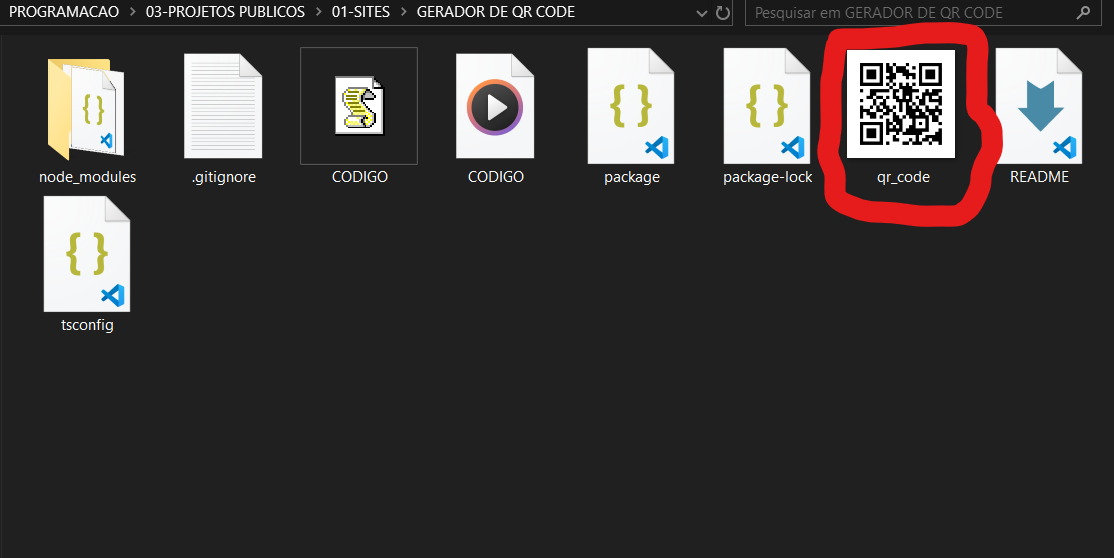 PROGRAMACAO > 03-PROJETOS PUBLICOS > 01-SITES > GERADOR DE QR CODE
Pesquisar em GERADOR DE QR CODE
node_modules
.gitignore
CODIGO
CODIGO
package
package-lock
qr_code
README
tsconfig